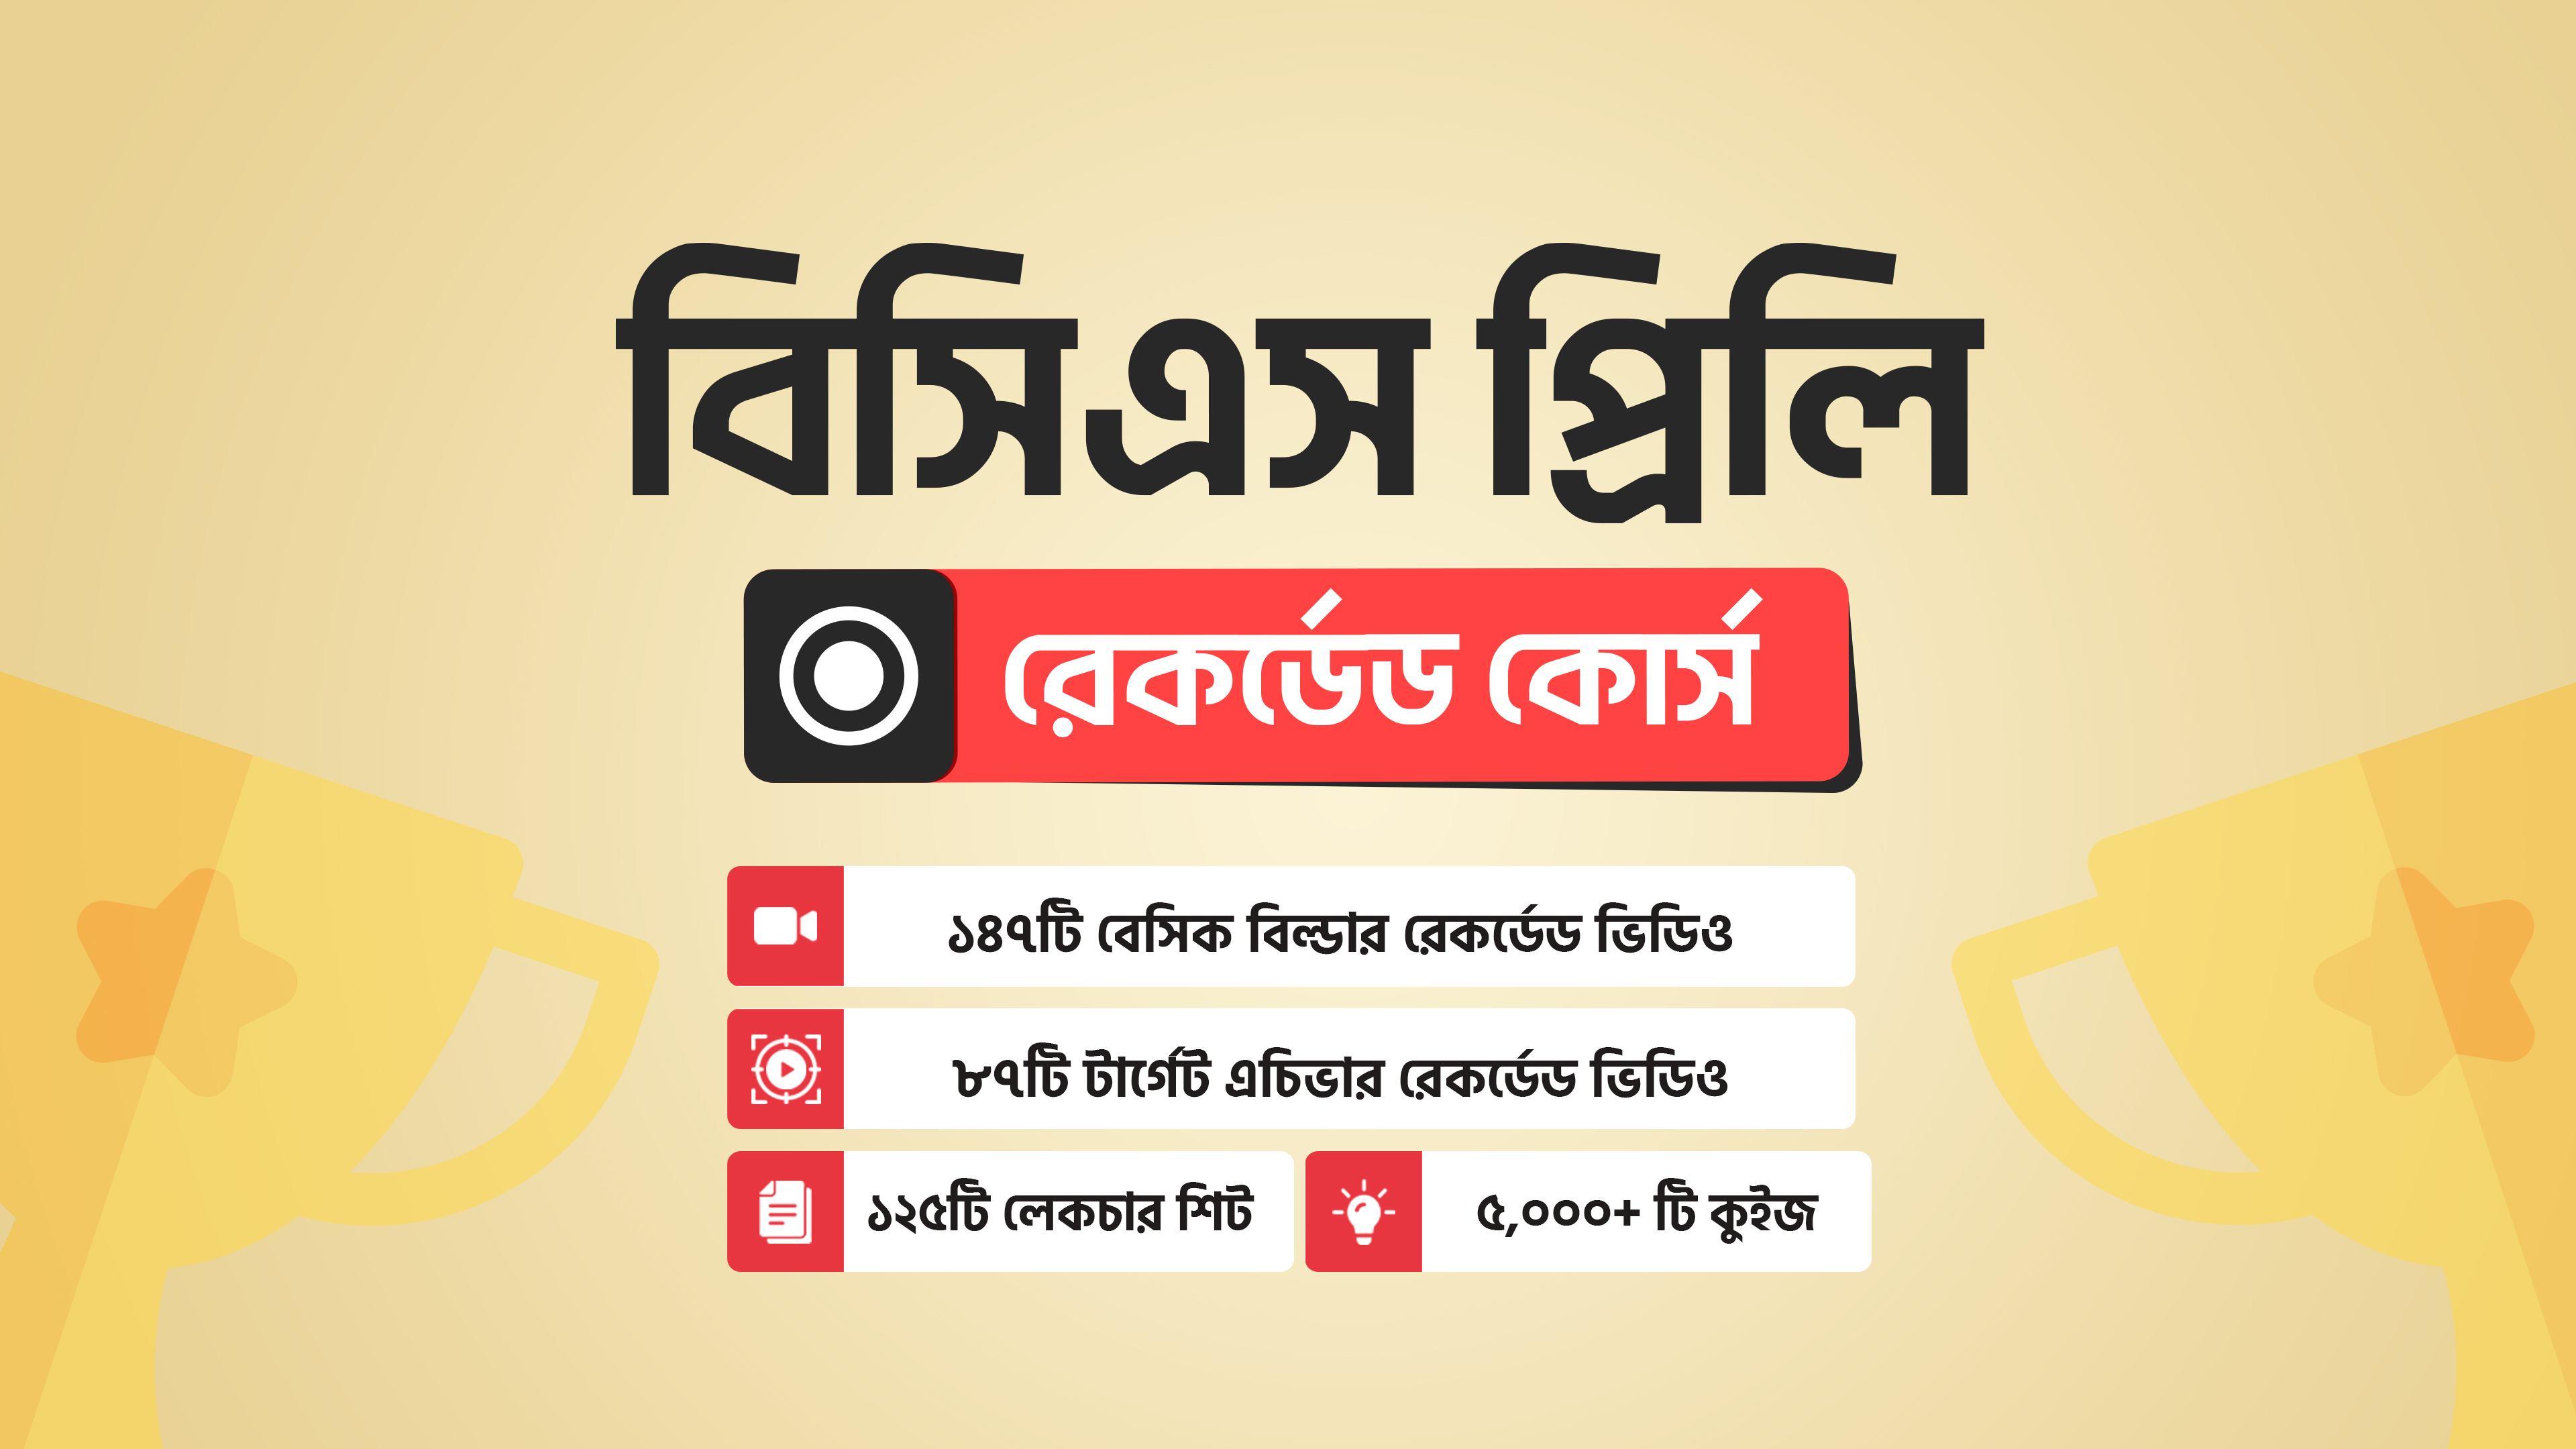 বিসিএস প্রিলি
রেকর্ডেড কোর্স
১৪৭টি বেসিক বিল্ডার রেকর্ডেড ভিডিও
৮৭টি টার্গেট এচিভার রেকর্ডেড ভিডিও
১২৫টি লেকচার শিট
৫,০০০+ টি কুইজ